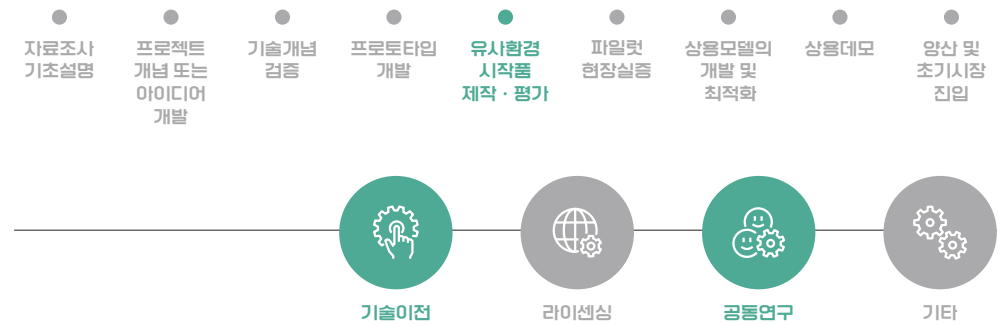 자료조사
기초설명
프로젝트
개념 또는
아이디어
개발
기술개념
검증
프로토타입
개발
유사환경
시작품
제작 · 평가
파일럿
현장실증
상용모델의
개발 및
최적화
상용데모
양산 및
초기시장
진입
기술이전
라이센싱
공동연구
기타